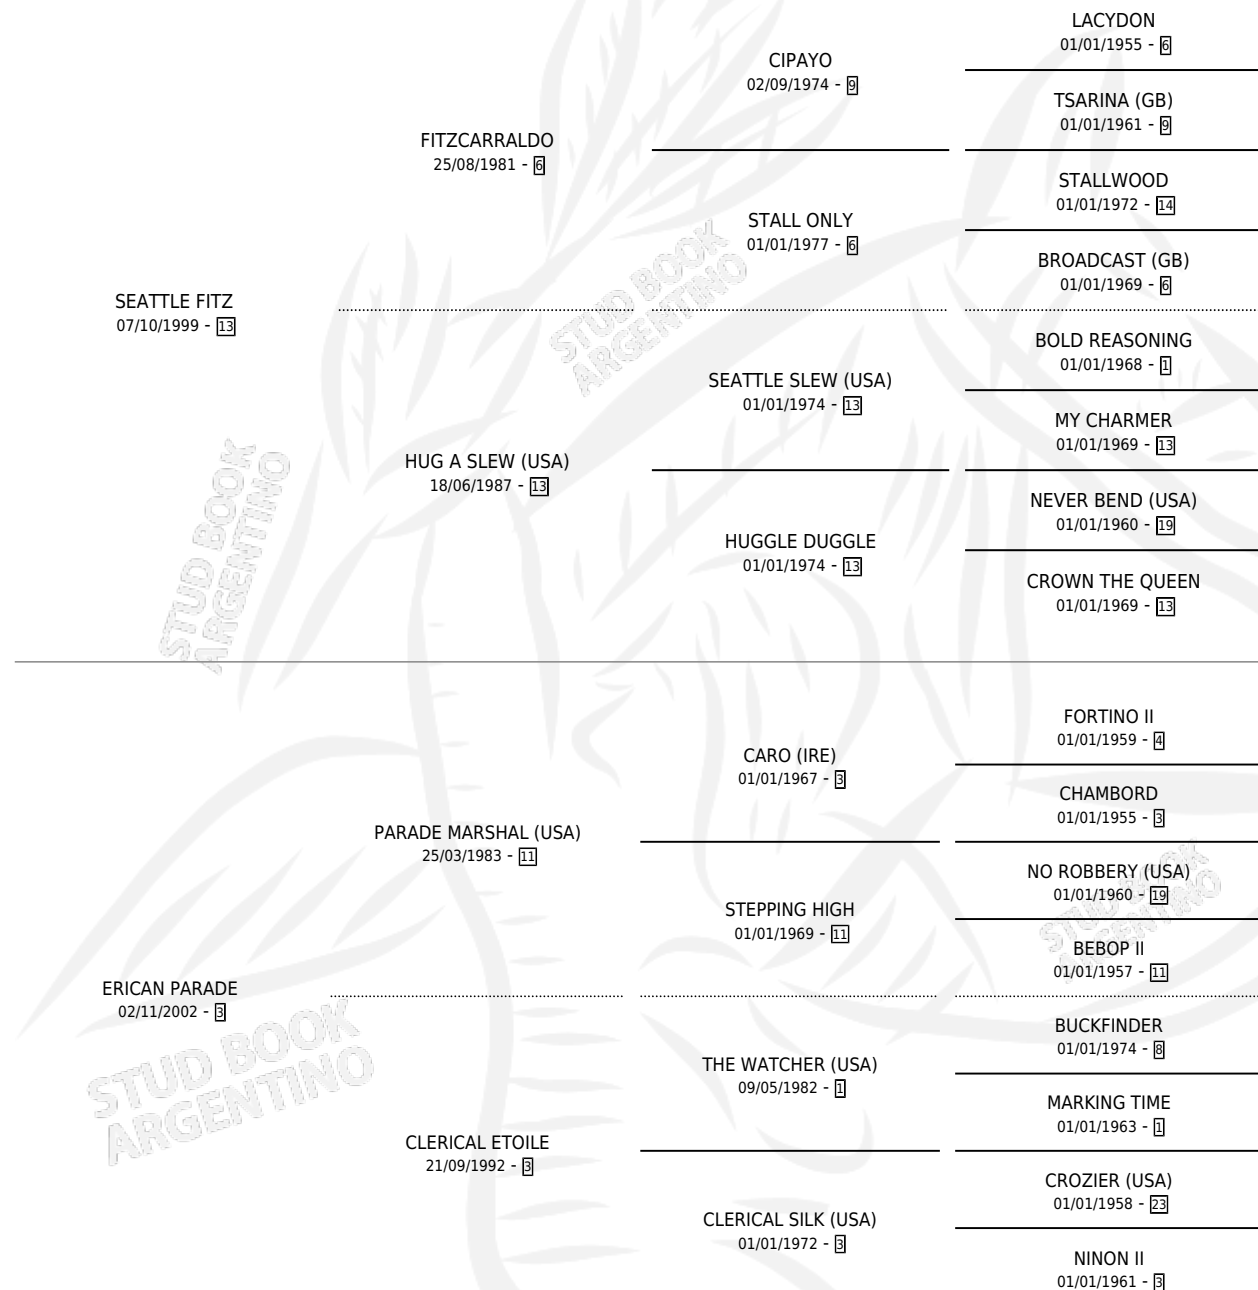 LACYDON
01/01/1955 - 6
CIPAYO
02/09/1974 - 9
TSARINA (GB)
01/01/1961 - 9
FITZCARRALDO
25/08/1981 - 6
STALLWOOD
01/01/1972 - 14
STALL ONLY
01/01/1977 - 6
BROADCAST (GB)
01/01/1969 - 6
SEATTLE FITZ
07/10/1999 - 13
BOLD REASONING
01/01/1968 - 1
SEATTLE SLEW (USA)
01/01/1974 - 13
MY CHARMER
01/01/1969 - 13
HUG A SLEW (USA)
18/06/1987 - 13
NEVER BEND (USA)
01/01/1960 - 19
HUGGLE DUGGLE
01/01/1974 - 13
CROWN THE QUEEN
01/01/1969 - 13
STUD BOOK
ARGENTINO
STUD BOOK
ARGENTINO
FORTINO II
01/01/1959 - 4
CARO (IRE)
01/01/1967 - 3
CHAMBORD
01/01/1955 - 3
PARADE MARSHAL (USA)
25/03/1983 - 11
NO ROBBERY (USA)
01/01/1960 - 19
STEPPING HIGH
01/01/1969 - 11
BEBOP II
01/01/1957 - 11
STUD BOOK
ARGENTINO
ERICAN PARADE
02/11/2002 - 3
BUCKFINDER
01/01/1974 - 8
THE WATCHER (USA)
09/05/1982 - 1
MARKING TIME
01/01/1963 - 1
CLERICAL ETOILE
21/09/1992 - 3
CROZIER (USA)
01/01/1958 - 23
CLERICAL SILK (USA)
01/01/1972 - 3
NINON II
01/01/1961 - 3
STUD BOOK
ARGENTINO